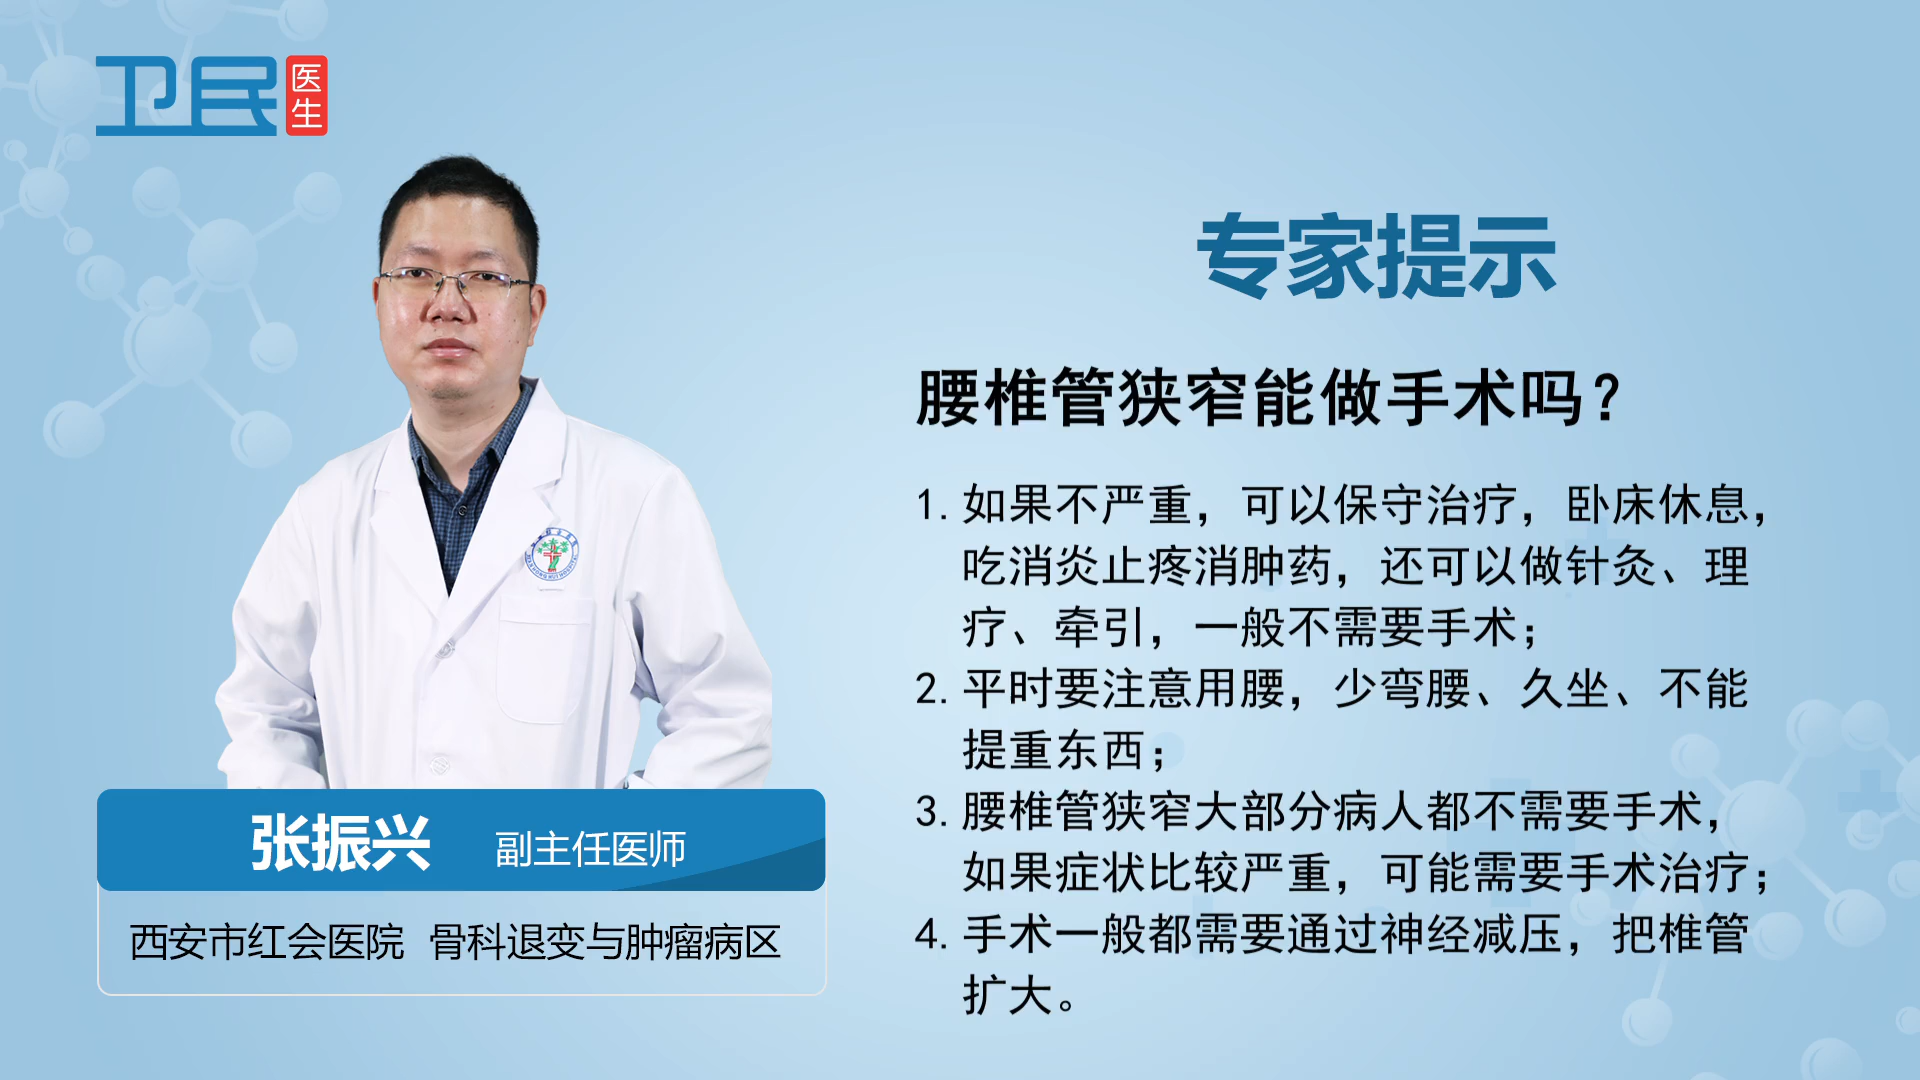 卫民医生
专家提示
腰椎管狭窄能做手术吗？
1. 如果不严重，可以保守治疗，卧床休息，
吃消炎止疼消肿药，还可以做针灸、理
疗、牵引，一般不需要手术；
2. 平时要注意用腰，少弯腰、久坐、不能
提重东西；
3. 腰椎管狭窄大部分病人都不需要手术，
如果症状比较严重，可能需要手术治疗；
4. 手术一般都需要通过神经减压，把椎管
扩大。
张振兴 副主任医师
西安市红会医院 骨科退变与肿瘤病区